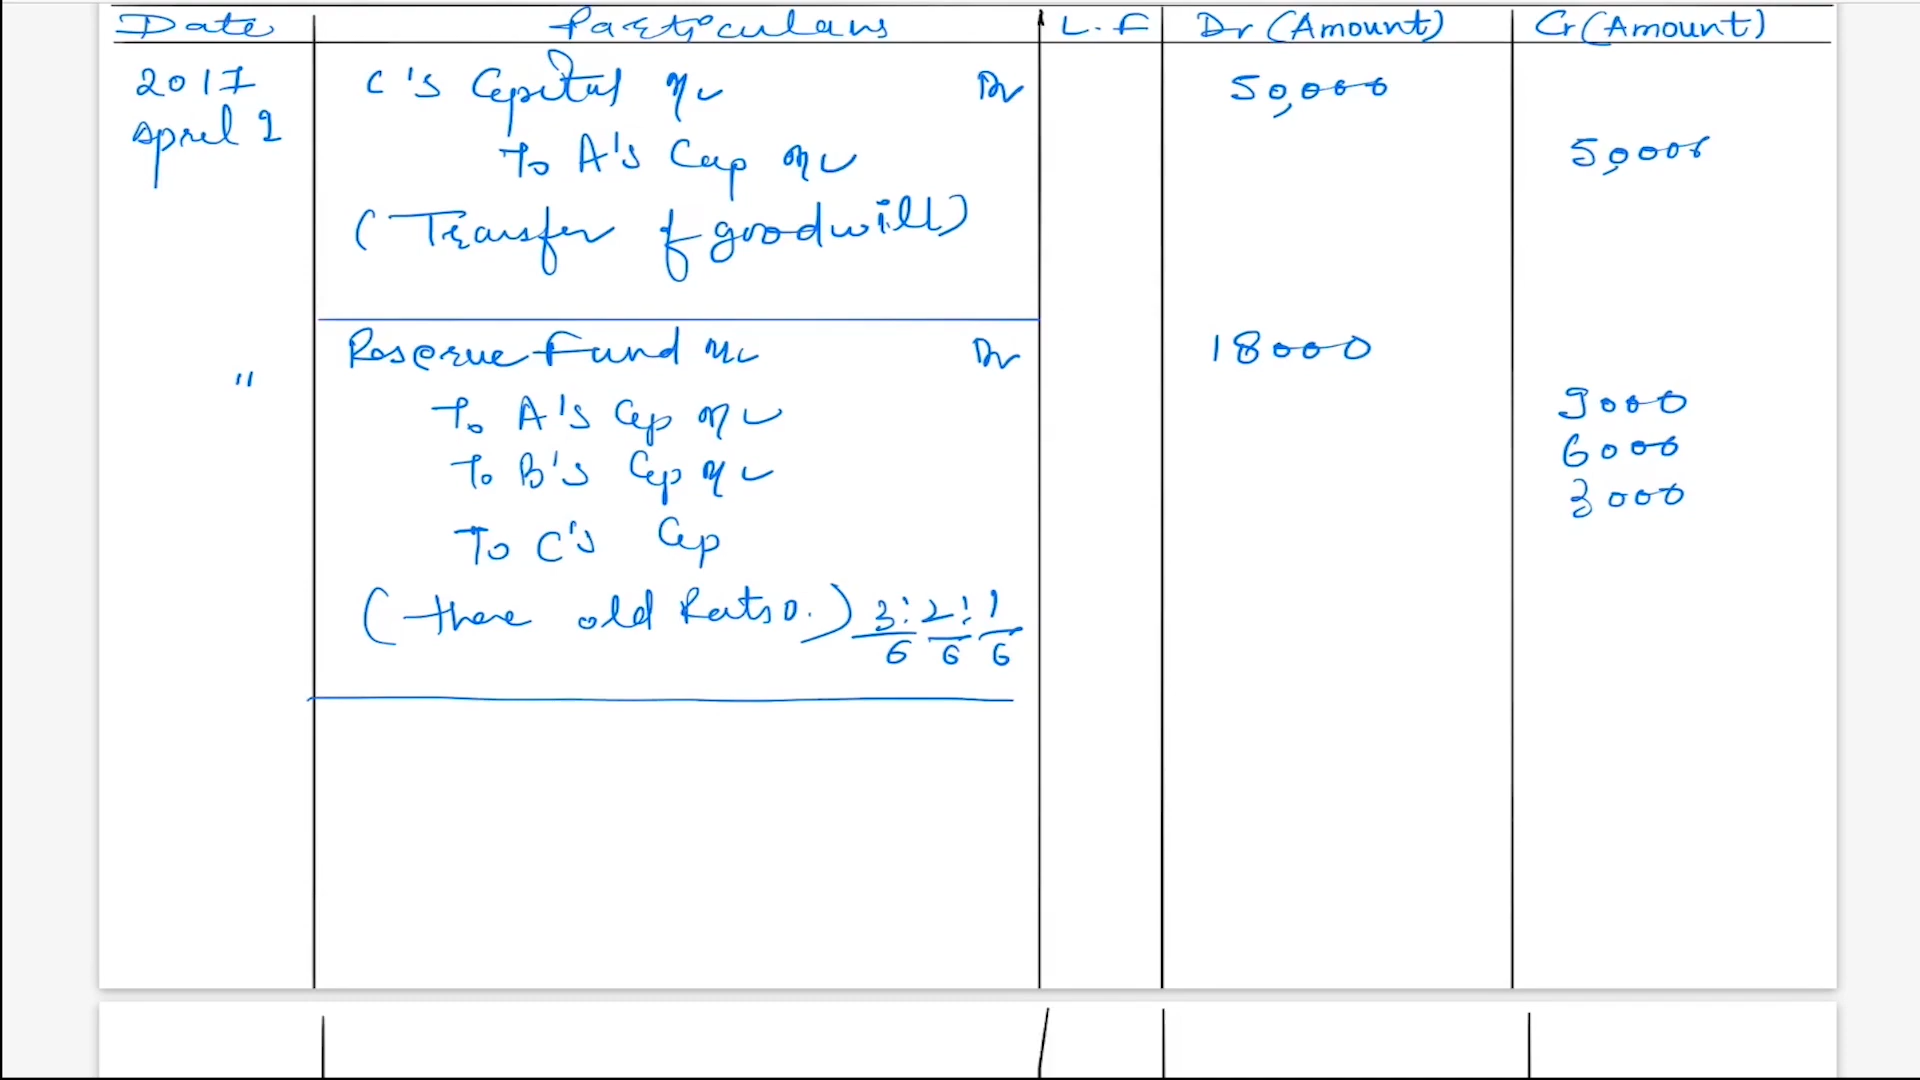 Date Particulars L.F Dr (Amount) Cr (Amount)
2017 C's Capital A/c Dr 50,000
April 1
To A's Cap A/c 50,000
(Transfer of goodwill)
Reserve Fund A/c Dr 18000
"
To A's Cap A/c 9000
To B's Cap A/c 6000
To C's Cap 3000
(there old Ratio.) 3:2:1
6 6 6